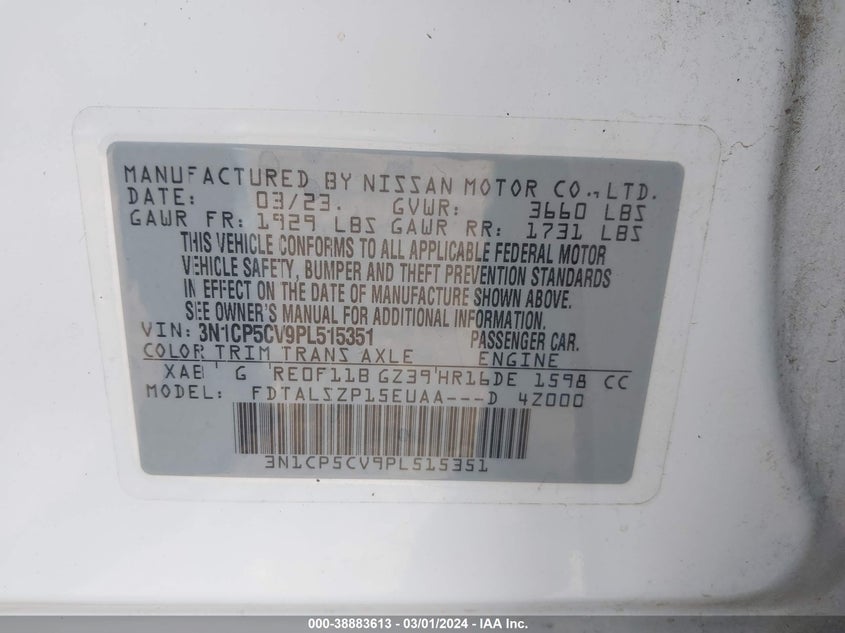 MANUFACTURED BY NISSAN MOTOR CO., LTD.
DATE: 03/23. GVWR: 3660 LBS
GAWR FR: 1929 LBS GAWR RR: 1731 LBS
THIS VEHICLE CONFORMS TO ALL APPLICABLE FEDERAL MOTOR
VEHICLE SAFETY, BUMPER AND THEFT PREVENTION STANDARDS
IN EFFECT ON THE DATE OF MANUFACTURE SHOWN ABOVE.
SEE OWNER'S MANUAL FOR ADDITIONAL INFORMATION.
VIN: 3N1CP5CV9PL515351 PASSENGER CAR.
COLOR TRIM TRANS AXLE ENGINE
XAB G RE0F11B GZ39 HR16DE 1598 CC
MODEL: FDTALSZP15EUAA---D 4Z000
3N1CP5CV9PL515351
000-38883613 - 03/01/2024 - IAA Inc.